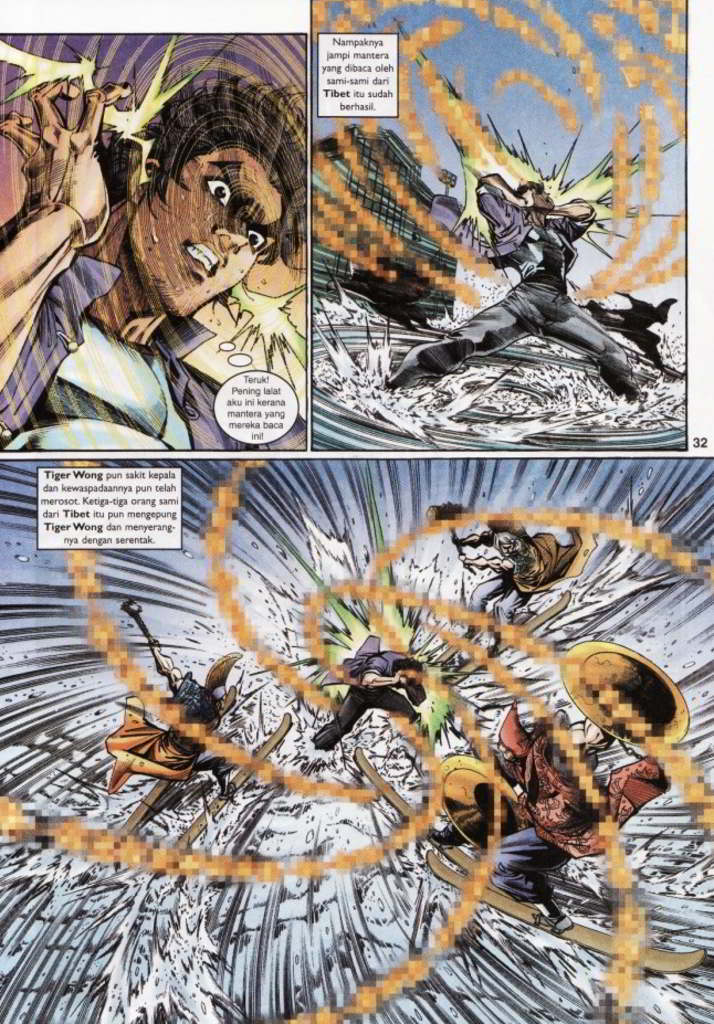 Teruk!
Pening lalat
aku ini kerana
mantera yang
mereka baca
ini!
Nampaknya
jampi mantera
yang dibaca oleh
sami-sami dari
Tibet itu sudah
berhasil.
32
Tiger Wong pun sakit kepala
dan kewaspadaannya pun telah
merosot. Ketiga-tiga orang sami
dari Tibet itu pun mengepung
Tiger Wong dan menyerang-
nya dengan serentak.